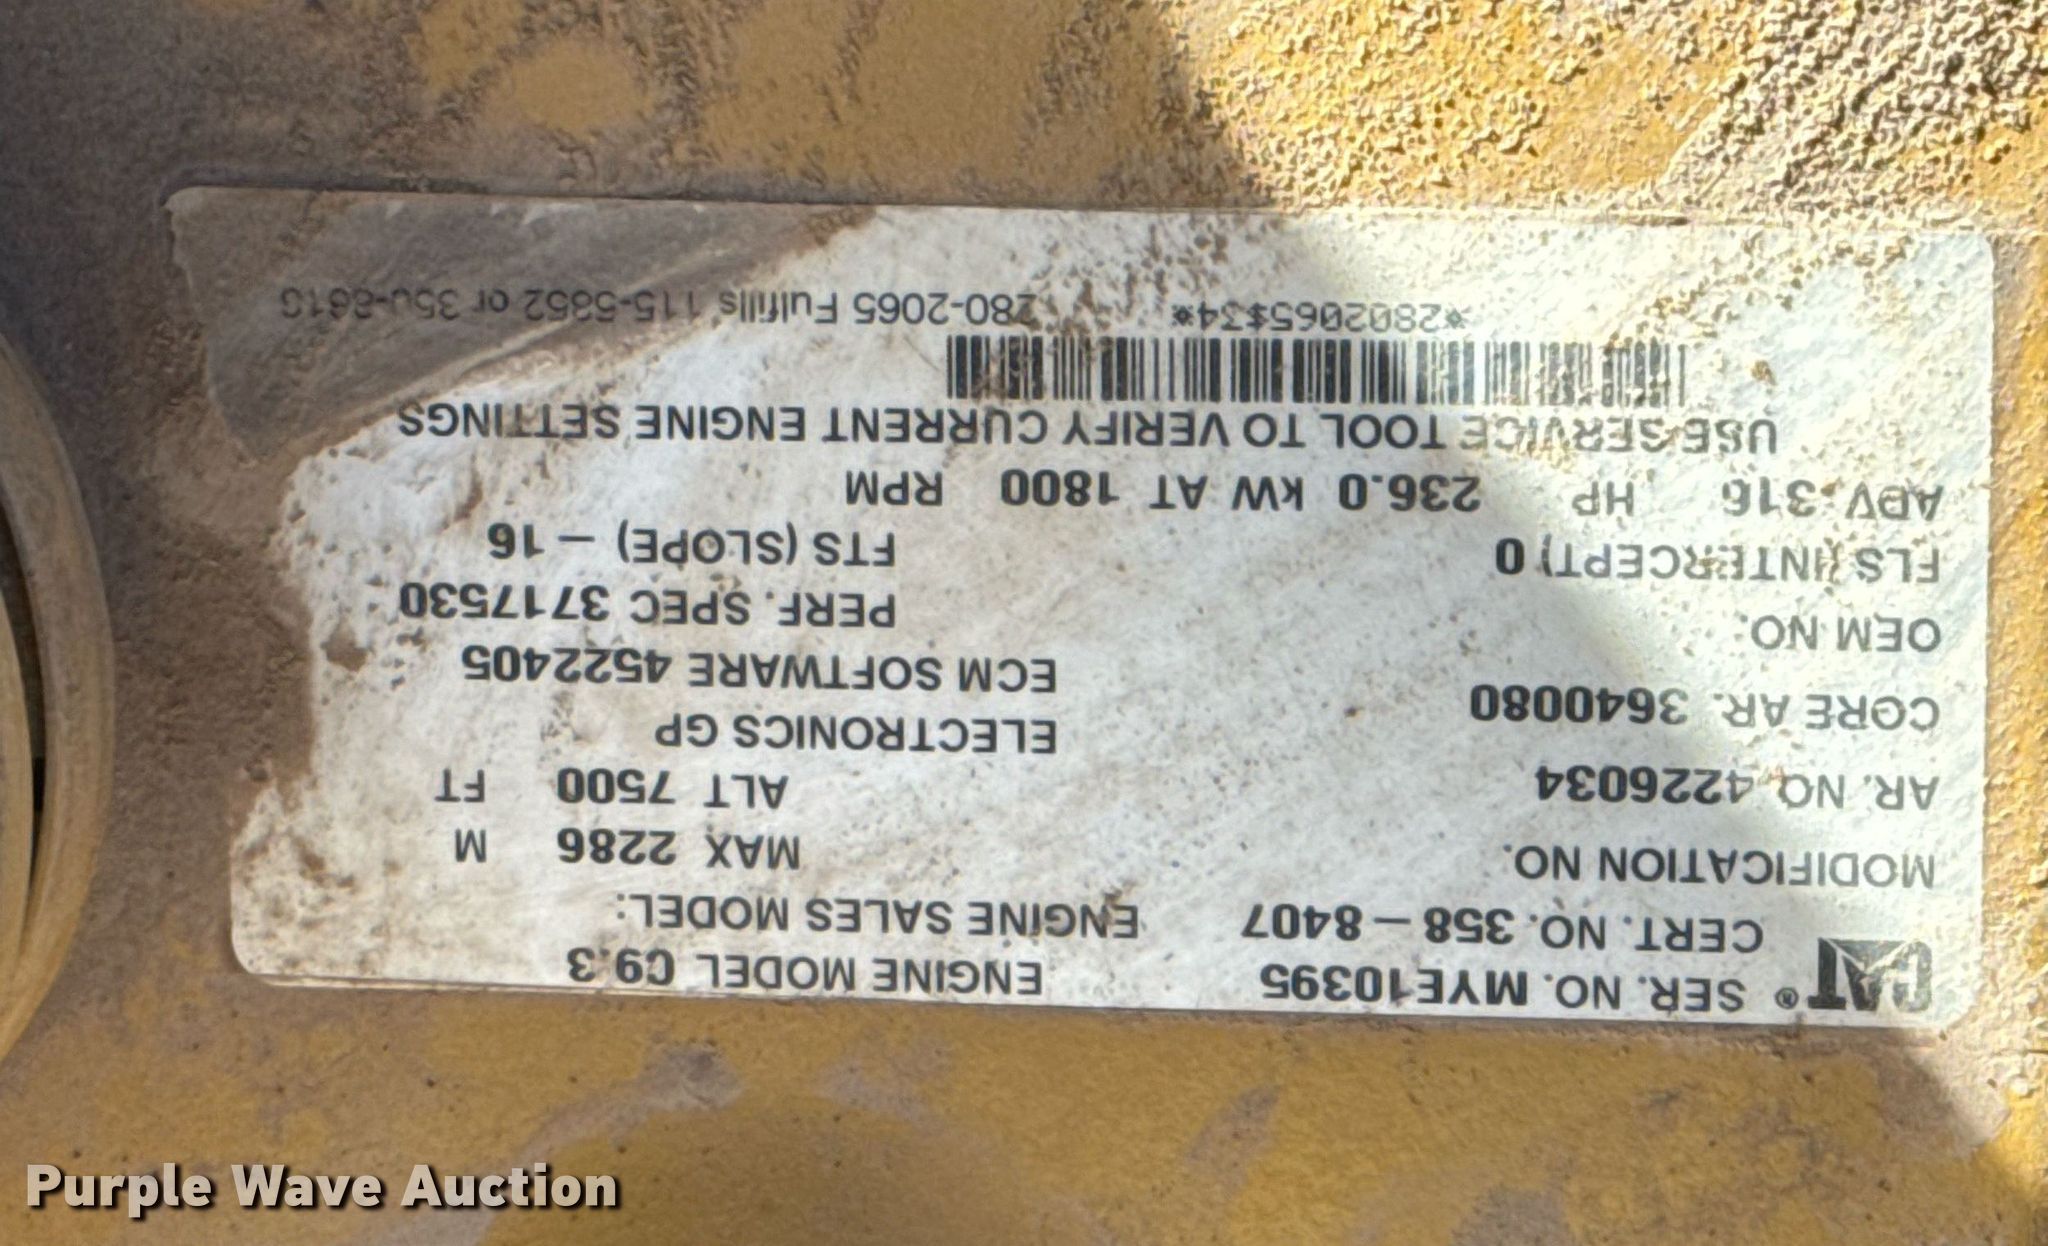 CAT® SER. NO. MYE10395 ENGINE MODEL C9.3
CERT. NO. 358-8407 ENGINE SALES MODEL:
MODIFICATION NO. MAX 2286 M
AR. NO. 4226034 ALT 7500 FT
CORE AR. 3640080 ELECTRONICS GP
ECM SOFTWARE 4522405
OEM NO. PERF. SPEC 3717530
FLS (INTERCEPT) 0 FTS (SLOPE) -16
ADV 316 HP 236.0 kW AT 1800 RPM
USE SERVICE TOOL TO VERIFY CURRENT ENGINE SETTINGS
*2802065$34* 280-2065 Fulfills 115-5852 or
Purple Wave Auction